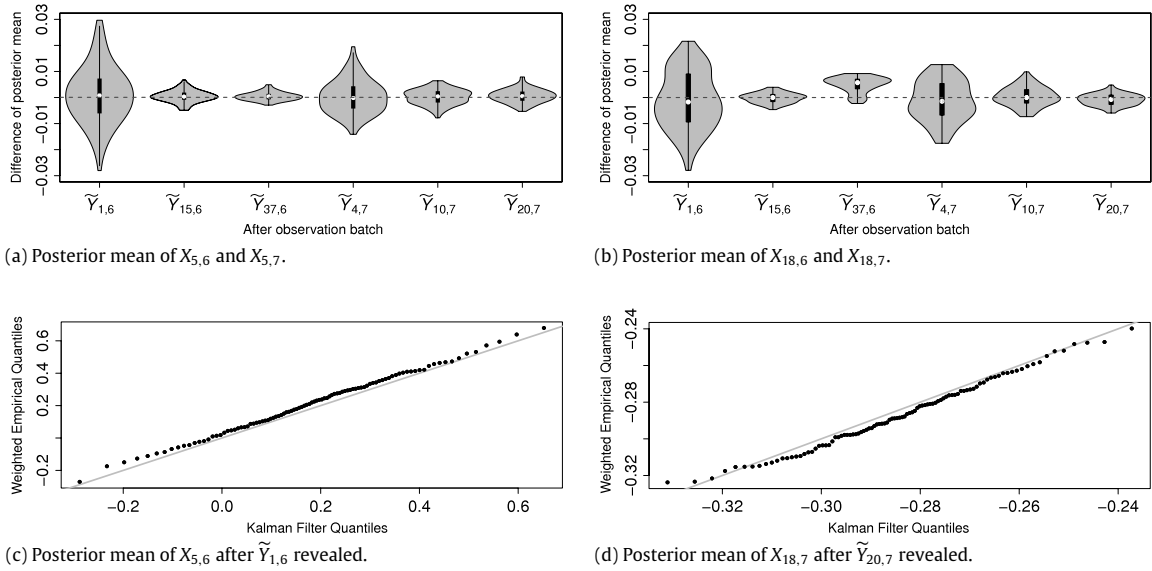 Difference of posterior mean
0.03
0.01
−0.01
−0.03
Ỹ1,6
Ỹ15,6
Ỹ37,6
Ỹ4,7
Ỹ10,7
Ỹ20,7
After observation batch
(a) Posterior mean of X5,6 and X5,7.
Difference of posterior mean
0.03
0.01
−0.01
−0.03
Ỹ1,6
Ỹ15,6
Ỹ37,6
Ỹ4,7
Ỹ10,7
Ỹ20,7
After observation batch
(b) Posterior mean of X18,6 and X18,7.
Weighted Empirical Quantiles
0.6
0.4
0.2
−0.2
−0.2
0.0
0.2
0.4
0.6
Kalman Filter Quantiles
(c) Posterior mean of X5,6 after Ỹ1,6 revealed.
Weighted Empirical Quantiles
−0.24
−0.28
−0.32
−0.32
−0.30
−0.28
−0.26
−0.24
Kalman Filter Quantiles
(d) Posterior mean of X18,7 after Ỹ20,7 revealed.